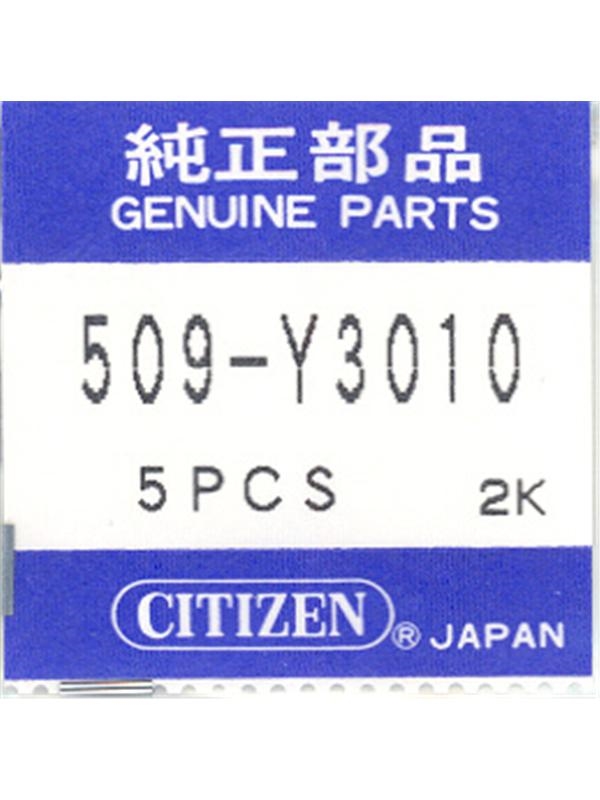 純正部品
GENUINE PARTS
509-Y3010
5PCS 2K
CITIZEN® JAPAN